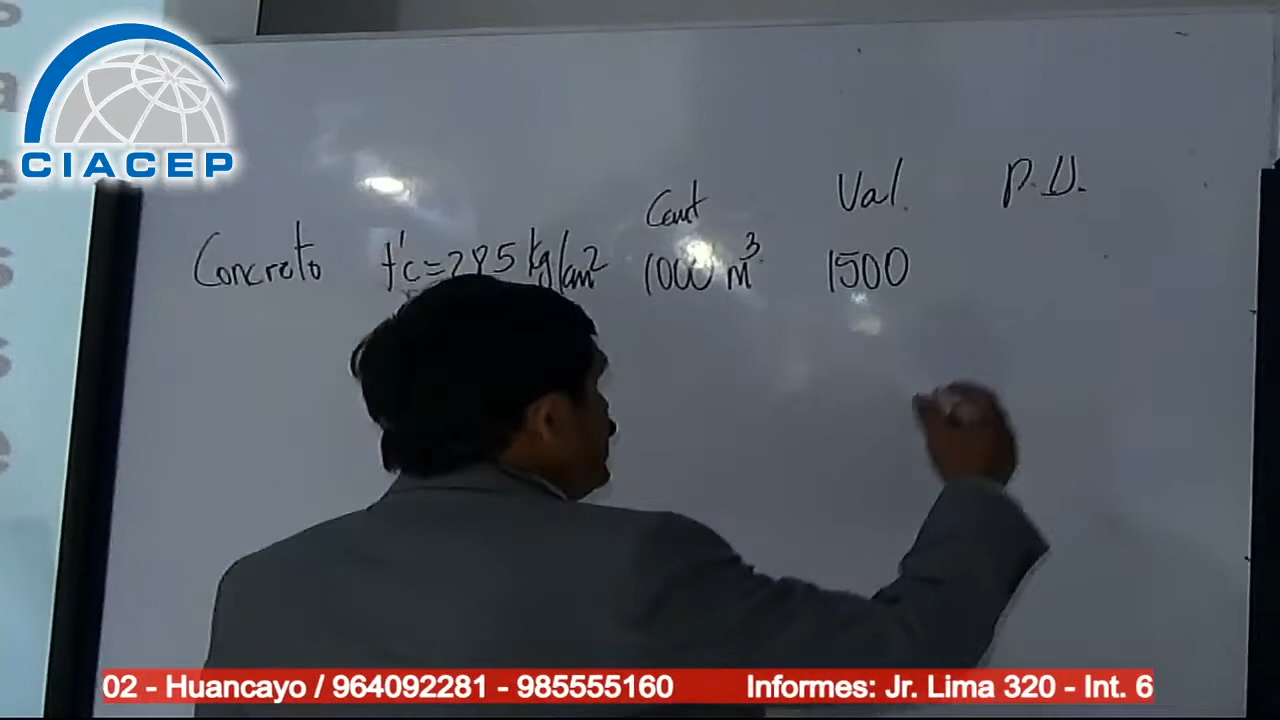 CIACEP
Cant Val. P.U.
Concreto f'c=285 kg/cm² 1000 m³ 1500
02 - Huancayo / 964092281 - 985555160 Informes: Jr. Lima 320 - Int. 6